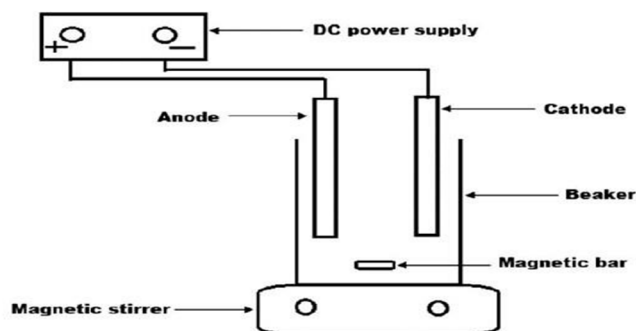 DC power supply
+ −
Anode
Cathode
Beaker
Magnetic bar
Magnetic stirrer